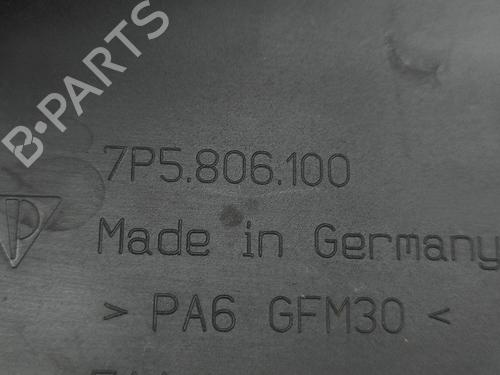 B-PARTS
7P5.806.100
P
Made in Germany
> PA6 GFM30 <